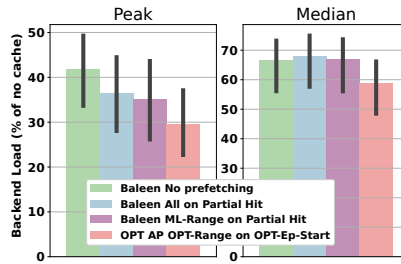 Peak
Median
Backend Load (% of no cache)
50
40
30
20
10
0
70
60
50
40
30
0
Baleen No prefetching
Baleen All on Partial Hit
Baleen ML-Range on Partial Hit
OPT AP OPT-Range on OPT-Ep-Start